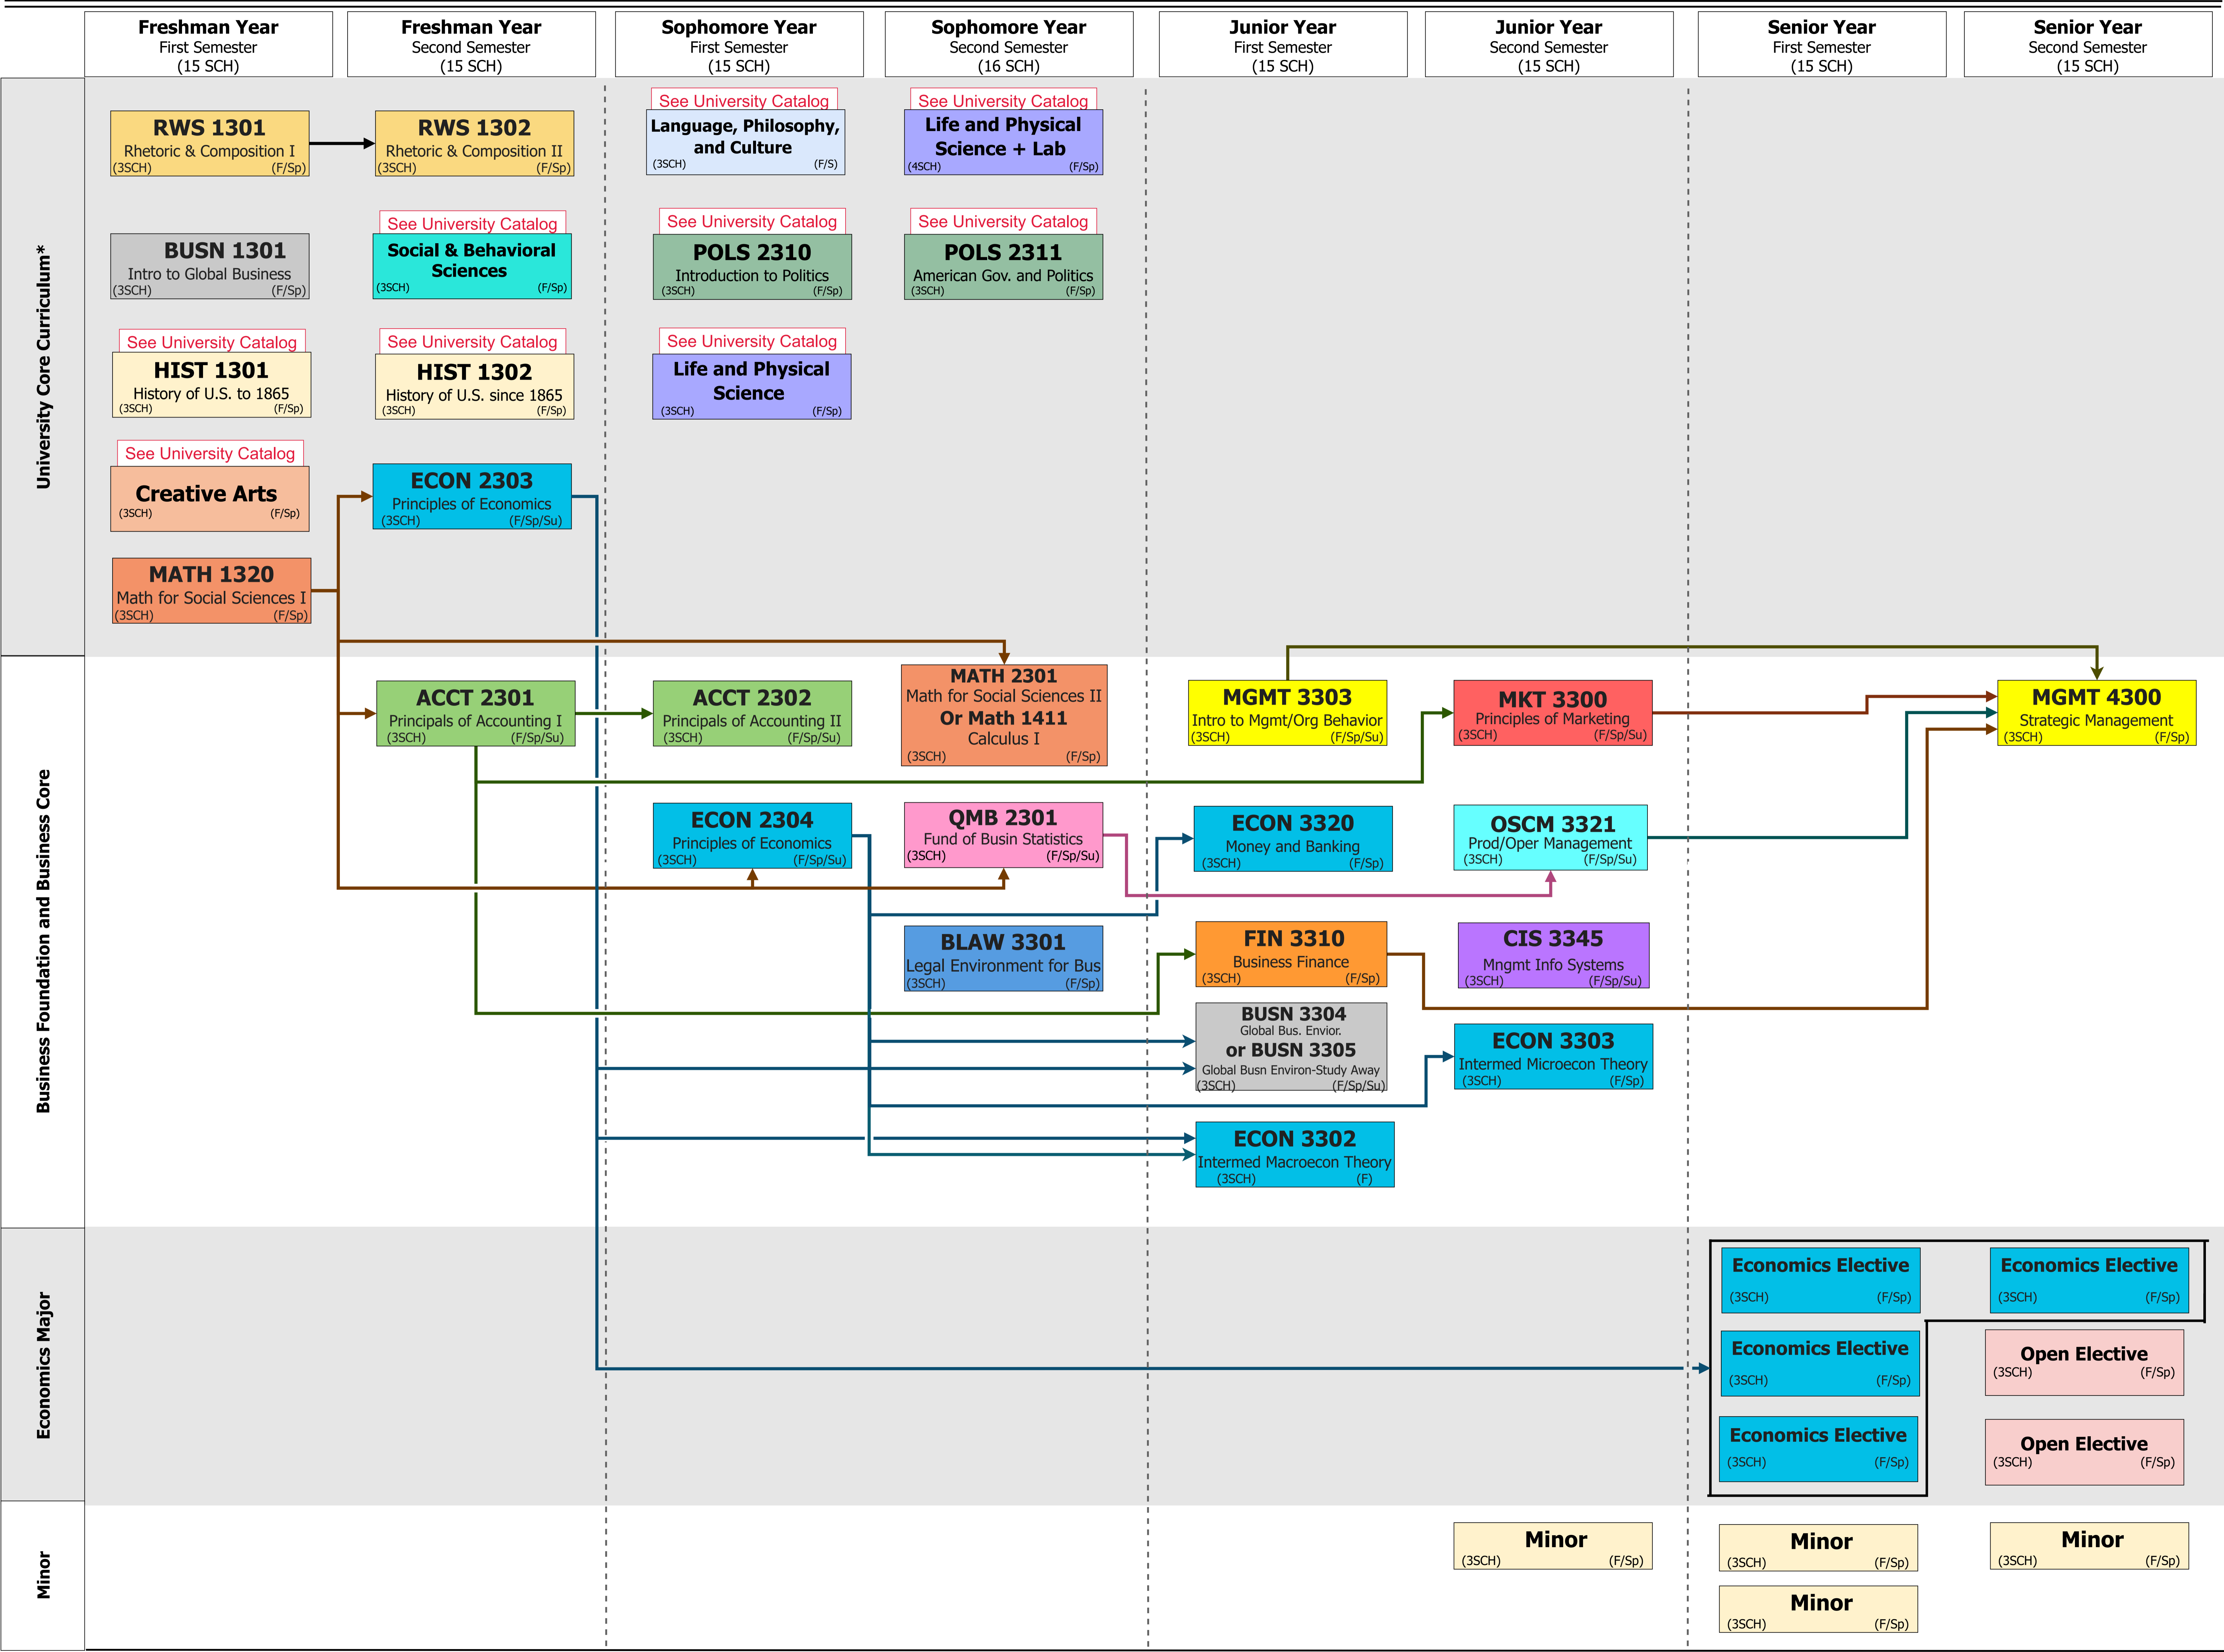 Freshman Year
First Semester
(15 SCH)
Freshman Year
Second Semester
(15 SCH)
Sophomore Year
First Semester
(15 SCH)
Sophomore Year
Second Semester
(16 SCH)
Junior Year
First Semester
(15 SCH)
Junior Year
Second Semester
(15 SCH)
Senior Year
First Semester
(15 SCH)
Senior Year
Second Semester
(15 SCH)
University Core Curriculum*
RWS 1301
Rhetoric & Composition I
(3SCH) (F/Sp)
RWS 1302
Rhetoric & Composition II
(3SCH) (F/Sp)
See University Catalog
Language, Philosophy,
and Culture
(3SCH) (F/S)
See University Catalog
Life and Physical
Science + Lab
(4SCH) (F/Sp)
BUSN 1301
Intro to Global Business
(3SCH) (F/Sp)
See University Catalog
Social & Behavioral
Sciences
(3SCH) (F/Sp)
See University Catalog
POLS 2310
Introduction to Politics
(3SCH) (F/Sp)
See University Catalog
POLS 2311
American Gov. and Politics
(3SCH) (F/Sp)
See University Catalog
HIST 1301
History of U.S. to 1865
(3SCH) (F/Sp)
See University Catalog
HIST 1302
History of U.S. since 1865
(3SCH) (F/Sp)
See University Catalog
Life and Physical
Science
(3SCH) (F/Sp)
See University Catalog
Creative Arts
(3SCH) (F/Sp)
ECON 2303
Principles of Economics
(3SCH) (F/Sp/Su)
MATH 1320
Math for Social Sciences I
(3SCH) (F/Sp)
Business Foundation and Business Core
ACCT 2301
Principals of Accounting I
(3SCH) (F/Sp/Su)
ACCT 2302
Principals of Accounting II
(3SCH) (F/Sp/Su)
MATH 2301
Math for Social Sciences II
Or Math 1411
Calculus I
(3SCH) (F/Sp)
MGMT 3303
Intro to Mgmt/Org Behavior
(3SCH) (F/Sp/Su)
MKT 3300
Principles of Marketing
(3SCH) (F/Sp/Su)
MGMT 4300
Strategic Management
(3SCH) (F/Sp)
ECON 2304
Principles of Economics
(3SCH) (F/Sp/Su)
QMB 2301
Fund of Busin Statistics
(3SCH) (F/Sp/Su)
ECON 3320
Money and Banking
(3SCH) (F/Sp)
OSCM 3321
Prod/Oper Management
(3SCH) (F/Sp/Su)
BLAW 3301
Legal Environment for Bus
(3SCH) (F/Sp)
FIN 3310
Business Finance
(3SCH) (F/Sp)
CIS 3345
Mngmt Info Systems
(3SCH) (F/Sp/Su)
BUSN 3304
Global Bus. Envior.
or BUSN 3305
Global Busn Environ-Study Away
(3SCH) (F/Sp/Su)
ECON 3303
Intermed Microecon Theory
(3SCH) (F/Sp)
ECON 3302
Intermed Macroecon Theory
(3SCH) (F)
Economics Major
Economics Elective
(3SCH) (F/Sp)
Economics Elective
(3SCH) (F/Sp)
Economics Elective
(3SCH) (F/Sp)
Open Elective
(3SCH) (F/Sp)
Economics Elective
(3SCH) (F/Sp)
Open Elective
(3SCH) (F/Sp)
Minor
Minor
(3SCH) (F/Sp)
Minor
(3SCH) (F/Sp)
Minor
(3SCH) (F/Sp)
Minor
(3SCH) (F/Sp)